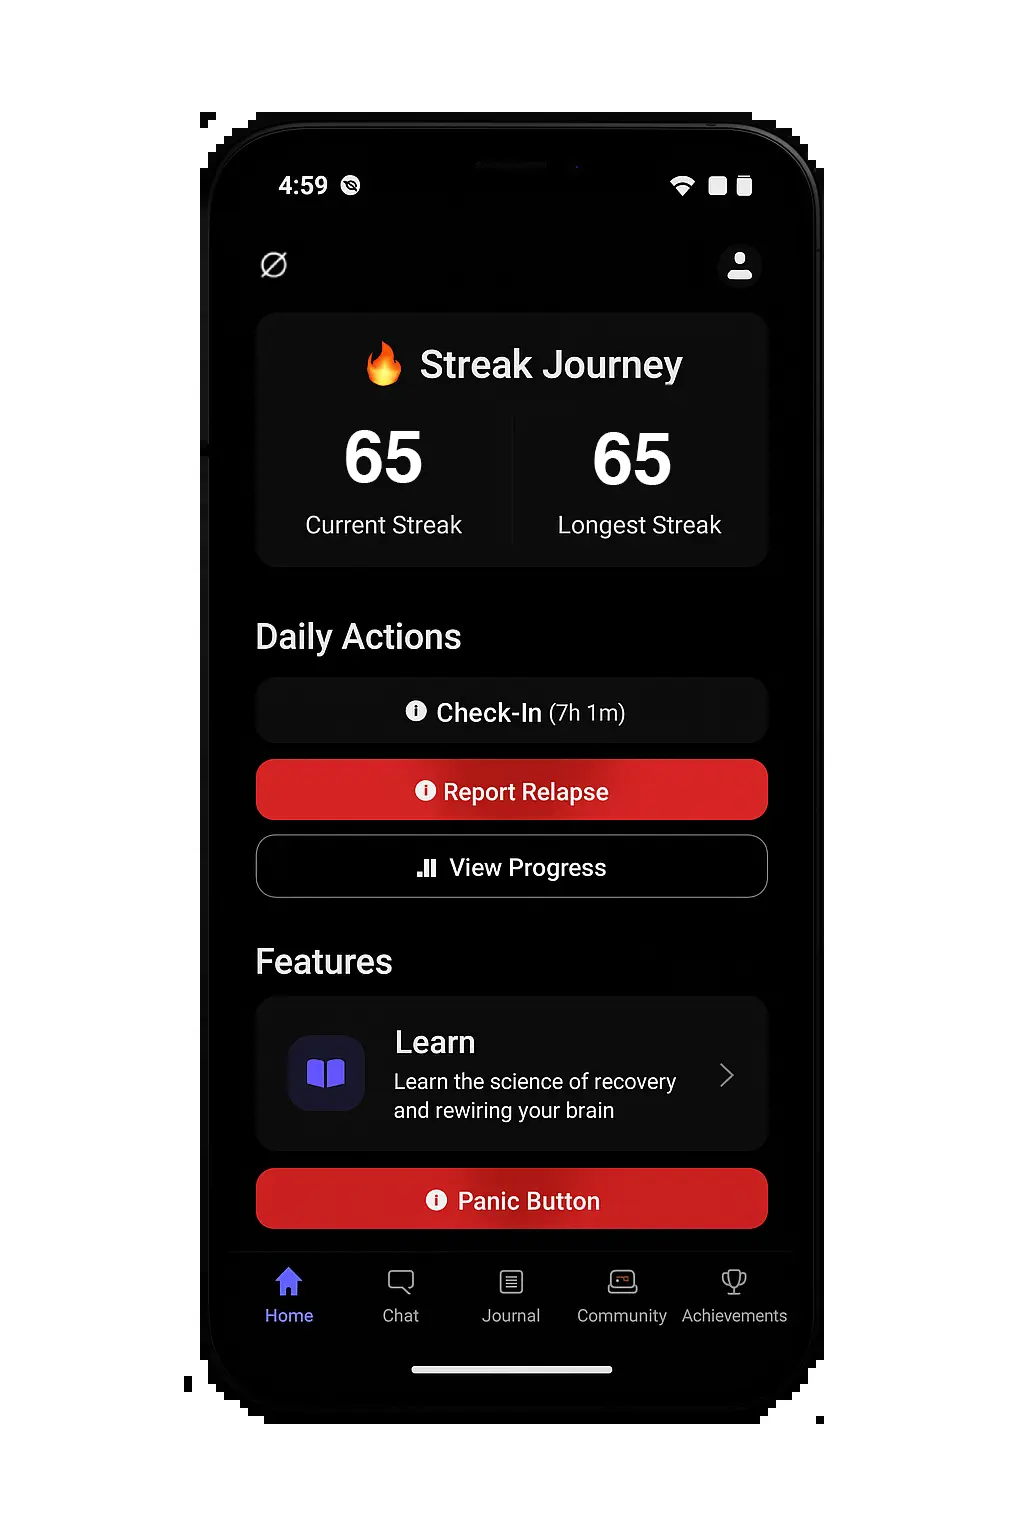 4:59
Streak Journey
65 65
Current Streak Longest Streak
Daily Actions
Check-In (7h 1m)
Report Relapse
View Progress
Features
Learn
Learn the science of recovery
and rewiring your brain
Panic Button
Home Chat Journal Community Achievements